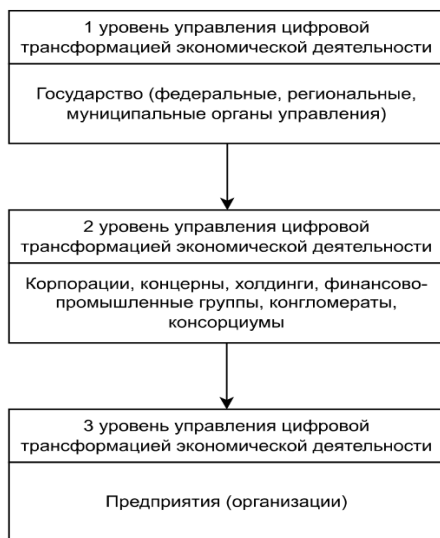 1 уровень управления цифровой
трансформацией экономической деятельности
Государство (федеральные, региональные,
муниципальные органы управления)
2 уровень управления цифровой
трансформацией экономической деятельности
Корпорации, концерны, холдинги, финансово-
промышленные группы, конгломераты,
консорциумы
3 уровень управления цифровой
трансформацией экономической деятельности
Предприятия (организации)